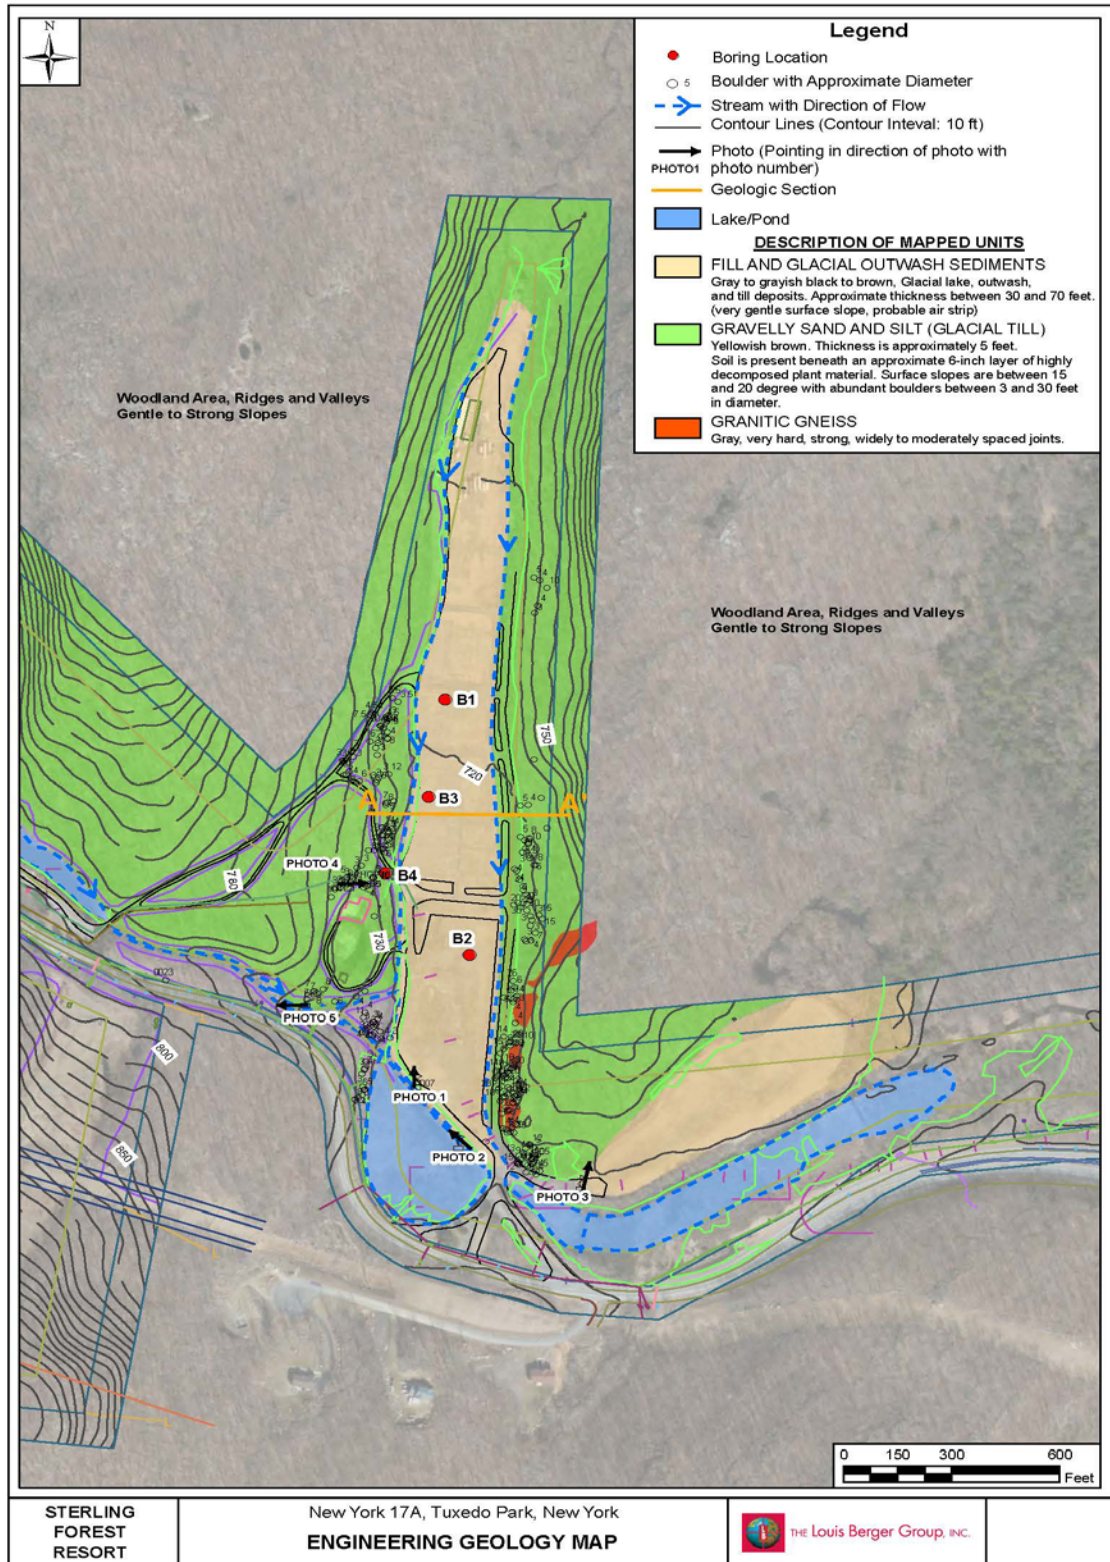 N
Legend
Boring Location
5 Boulder with Approximate Diameter
Stream with Direction of Flow
Contour Lines (Contour Inteval: 10 ft)
Photo (Pointing in direction of photo with
PHOTO1 photo number)
Geologic Section
Lake/Pond
DESCRIPTION OF MAPPED UNITS
FILL AND GLACIAL OUTWASH SEDIMENTS
Gray to grayish black to brown, Glacial lake, outwash,
and till deposits. Approximate thickness between 30 and 70 feet.
(very gentle surface slope, probable air strip)
GRAVELLY SAND AND SILT (GLACIAL TILL)
Yellowish brown. Thickness is approximately 5 feet.
Soil is present beneath an approximate 6-inch layer of highly
decomposed plant material. Surface slopes are between 15
and 20 degree with abundant boulders between 3 and 30 feet
in diameter.
GRANITIC GNEISS
Gray, very hard, strong, widely to moderately spaced joints.
Woodland Area, Ridges and Valleys
Gentle to Strong Slopes
Woodland Area, Ridges and Valleys
Gentle to Strong Slopes
B1
750
720
B3
A A'
PHOTO 4
B4
780
730
B2
PHOTO 5
800
PHOTO 1
850
PHOTO 2
PHOTO 3
0 150 300 600
Feet
STERLING
FOREST
RESORT
New York 17A, Tuxedo Park, New York
ENGINEERING GEOLOGY MAP
THE Louis Berger Group, INC.